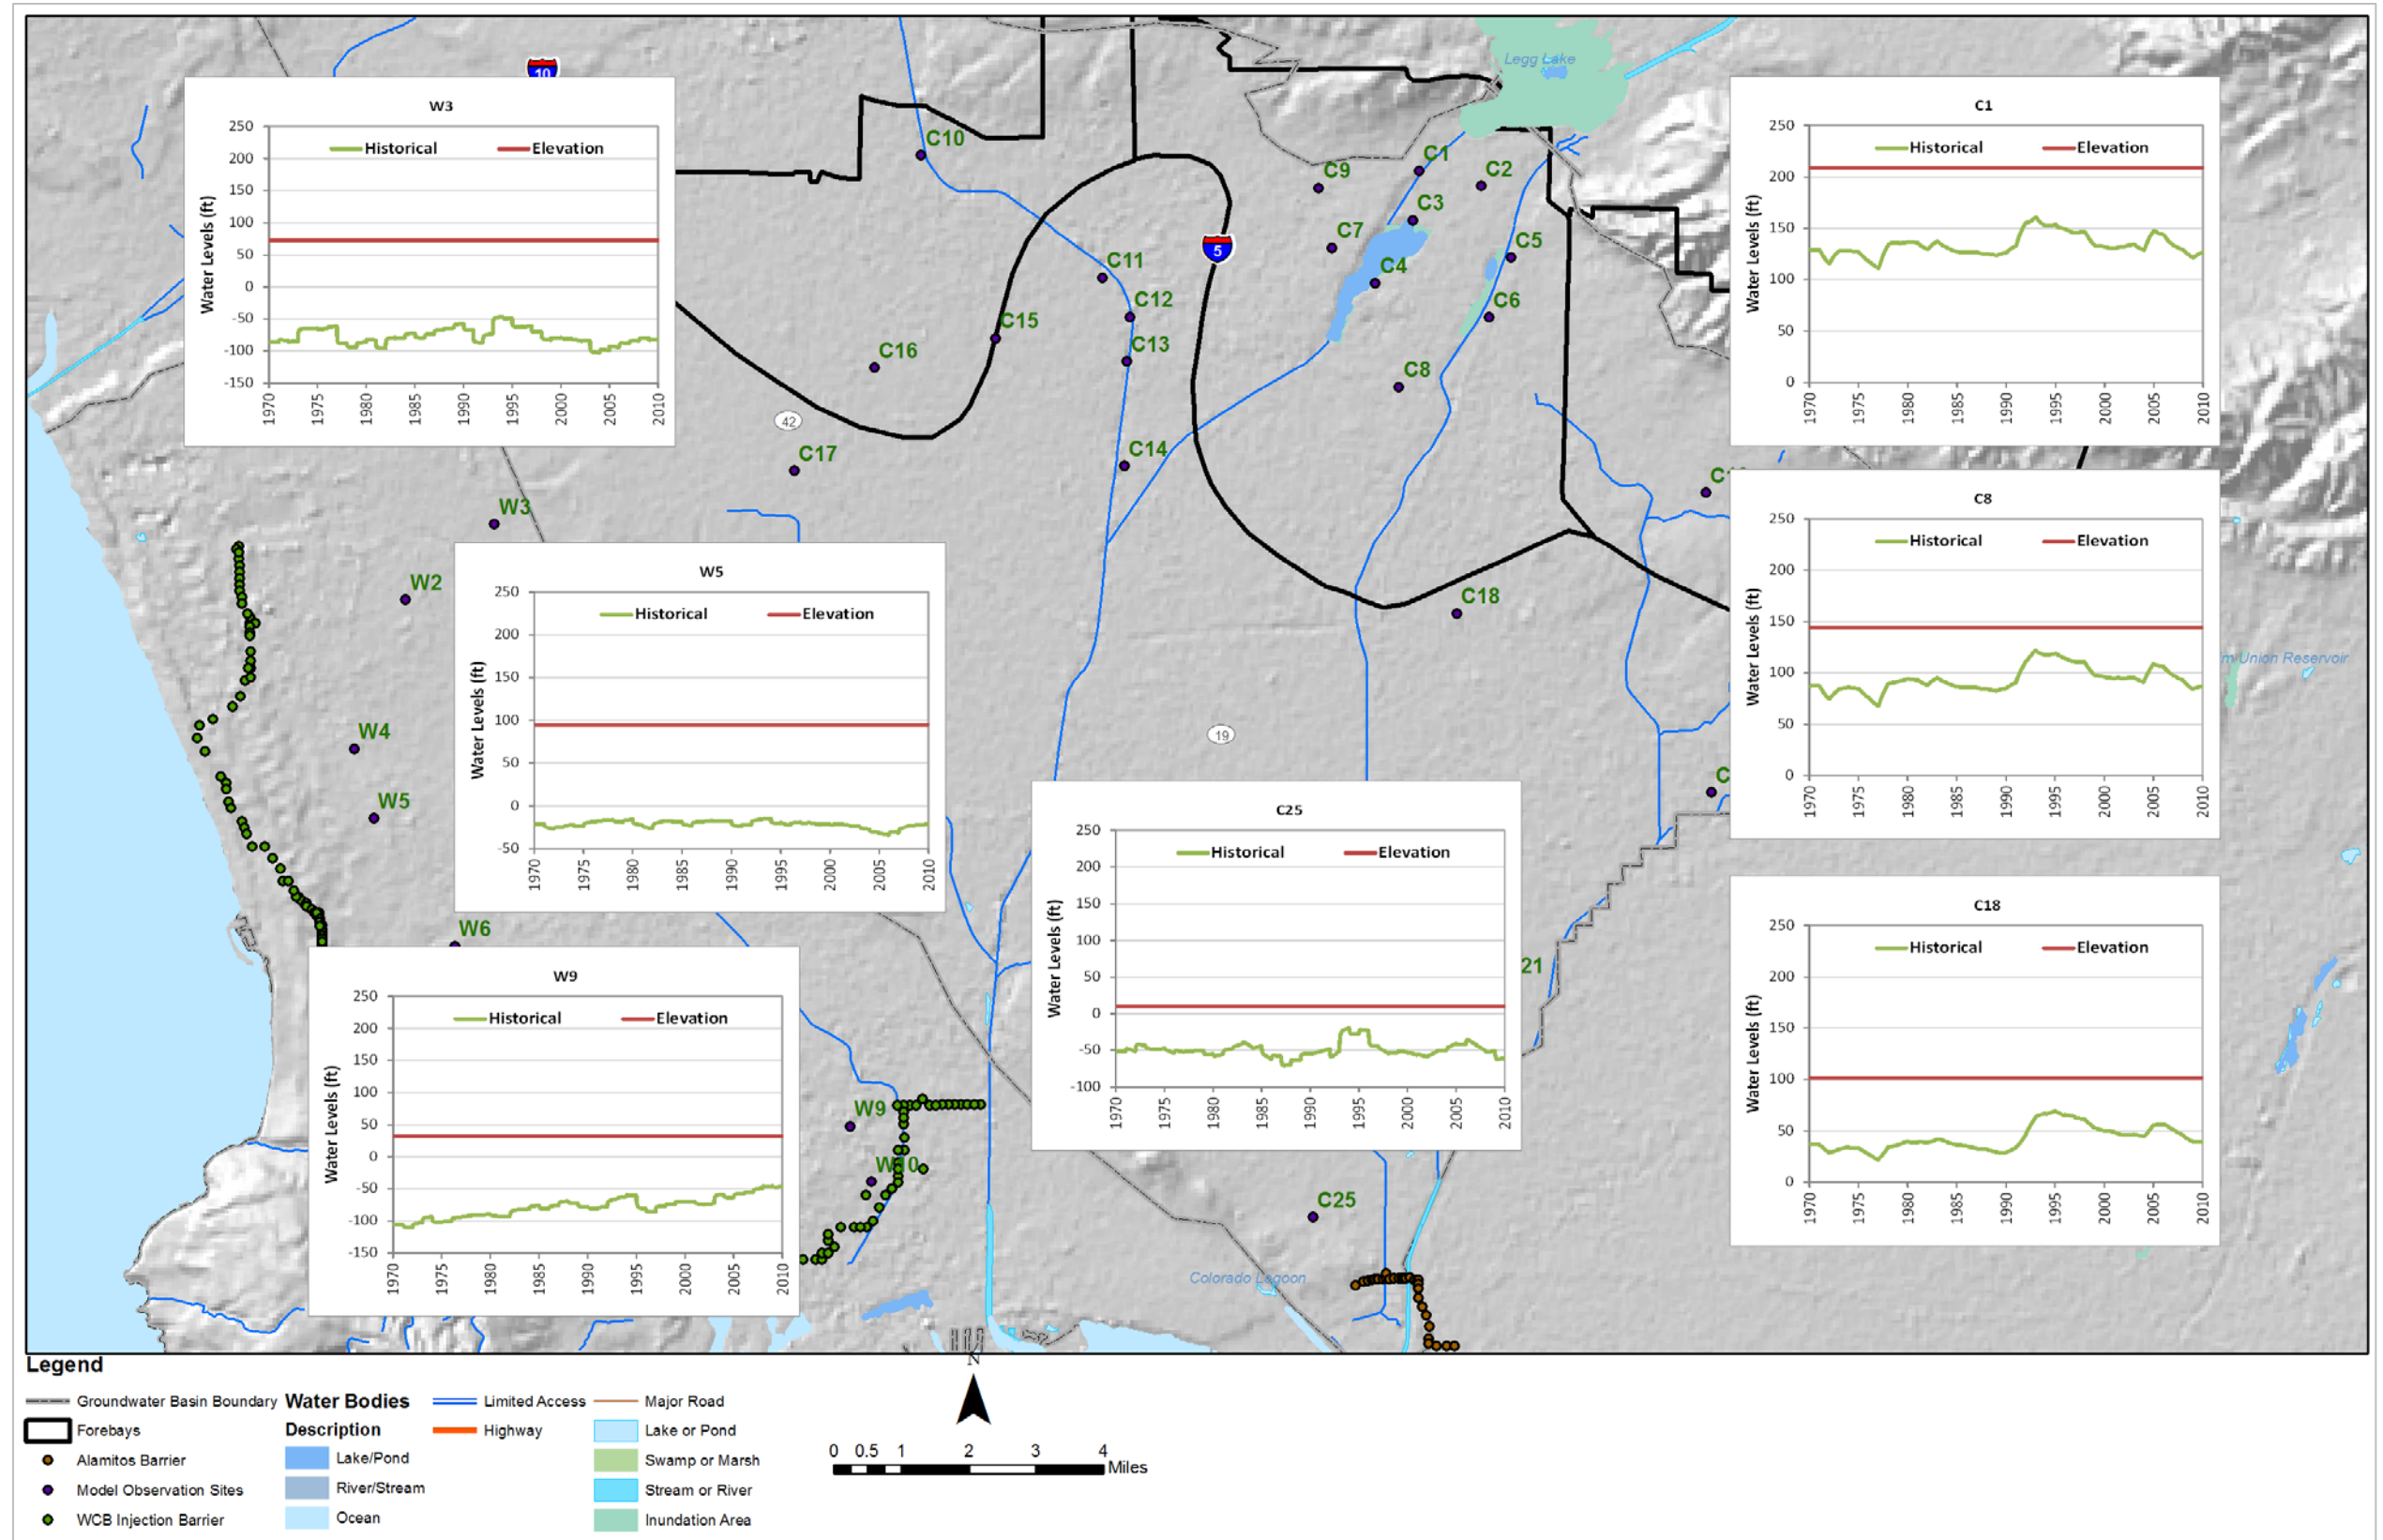 10
Legg Lake
W3
250
200
150
100
50
0
-50
-100
-150
Water Levels (ft)
Historical
Elevation
1970
1975
1980
1985
1990
1995
2000
2005
2010
C1
250
200
150
100
50
0
Water Levels (ft)
Historical
Elevation
1970
1975
1980
1985
1990
1995
2000
2005
2010
C10
C9
C1
C2
C3
C7
C5
5
C4
C11
C12
C6
C15
C13
C16
C8
42
C17
C14
W3
W2
C18
W4
W5
19
W6
C8
250
200
150
100
50
0
Water Levels (ft)
Historical
Elevation
1970
1975
1980
1985
1990
1995
2000
2005
2010
m Union Reservoir
W5
250
200
150
100
50
0
-50
Water Levels (ft)
Historical
Elevation
1970
1975
1980
1985
1990
1995
2000
2005
2010
C25
250
200
150
100
50
0
-50
-100
Water Levels (ft)
Historical
Elevation
1970
1975
1980
1985
1990
1995
2000
2005
2010
21
C18
250
200
150
100
50
0
Water Levels (ft)
Historical
Elevation
1970
1975
1980
1985
1990
1995
2000
2005
2010
W9
250
200
150
100
50
0
-50
-100
-150
Water Levels (ft)
Historical
Elevation
1970
1975
1980
1985
1990
1995
2000
2005
2010
W9
W10
C25
Colorado Lagoon
Legend
Groundwater Basin Boundary
Forebays
Alamitos Barrier
Model Observation Sites
WCB Injection Barrier
Water Bodies
Description
Lake/Pond
River/Stream
Ocean
Limited Access
Highway
Major Road
Lake or Pond
Swamp or Marsh
Stream or River
Inundation Area
N
0 0.5 1 2 3 4
Miles